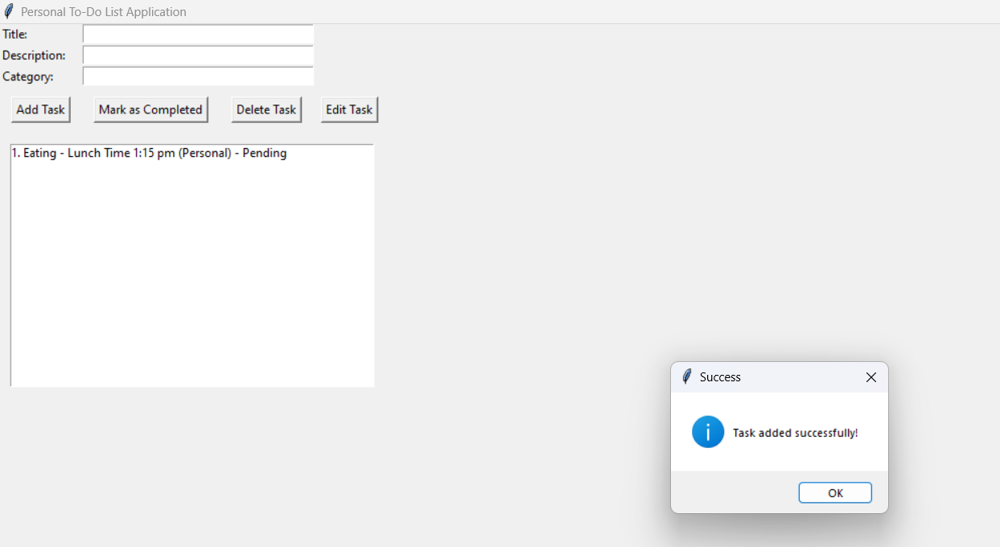 Personal To-Do List Application
Title:
Description:
Category:
Add Task Mark as Completed Delete Task Edit Task
1. Eating - Lunch Time 1:15 pm (Personal) - Pending
Success
Task added successfully!
OK